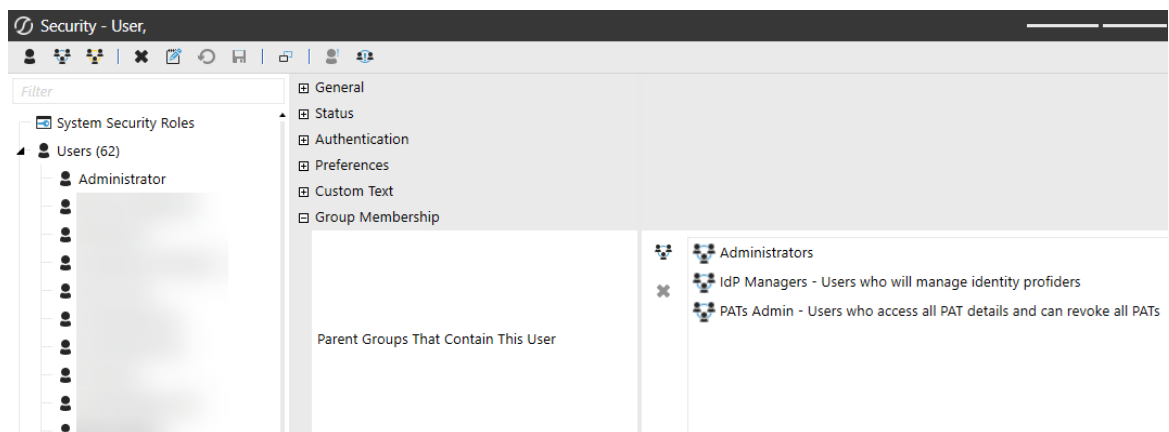 Security - User,
Filter
System Security Roles
Users (62)
Administrator
General
Status
Authentication
Preferences
Custom Text
Group Membership
Parent Groups That Contain This User
Administrators
IdP Managers - Users who will manage identity profiders
PATs Admin - Users who access all PAT details and can revoke all PATs